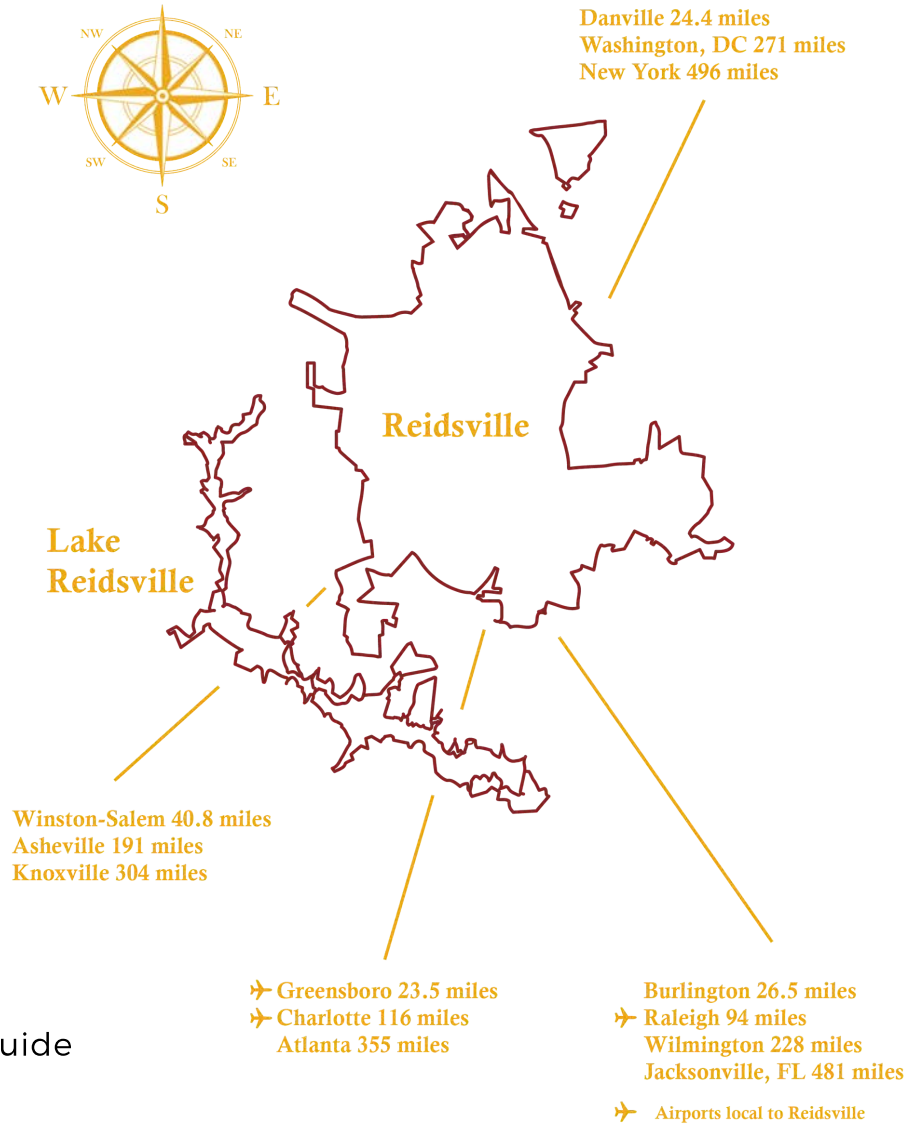 Danville 24.4 miles
Washington, DC 271 miles
New York 496 miles
NW
NE
W
E
SW
SE
S
Reidsville
Lake
Reidsville
Winston-Salem 40.8 miles
Asheville 191 miles
Knoxville 304 miles
Greensboro 23.5 miles
Charlotte 116 miles
Atlanta 355 miles
Burlington 26.5 miles
Raleigh 94 miles
Wilmington 228 miles
Jacksonville, FL 481 miles
Airports local to Reidsville
uide